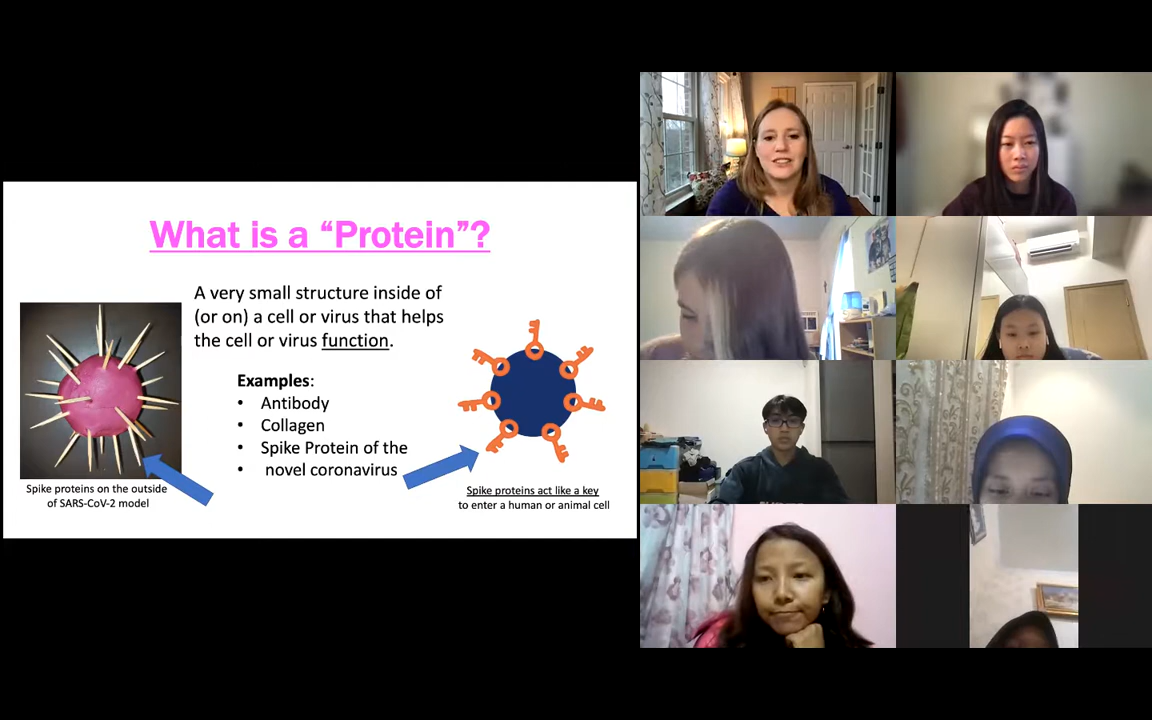 What is a “Protein”?
A very small structure inside of
(or on) a cell or virus that helps
the cell or virus function.
Examples:
• Antibody
• Collagen
• Spike Protein of the
• novel coronavirus
Spike proteins on the outside
of SARS-CoV-2 model
Spike proteins act like a key
to enter a human or animal cell